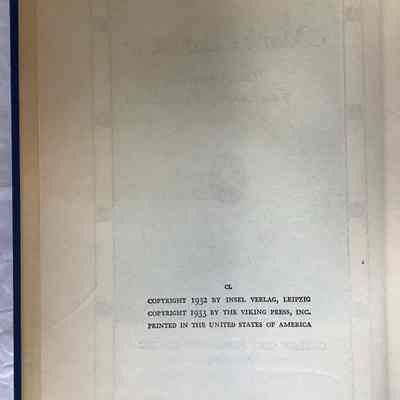 CL
COPYRIGHT 1932 BY INSEL VERLAG, LEIPZIG
COPYRIGHT 1933 BY THE VIKING PRESS, INC.
PRINTED IN THE UNITED STATES OF AMERICA